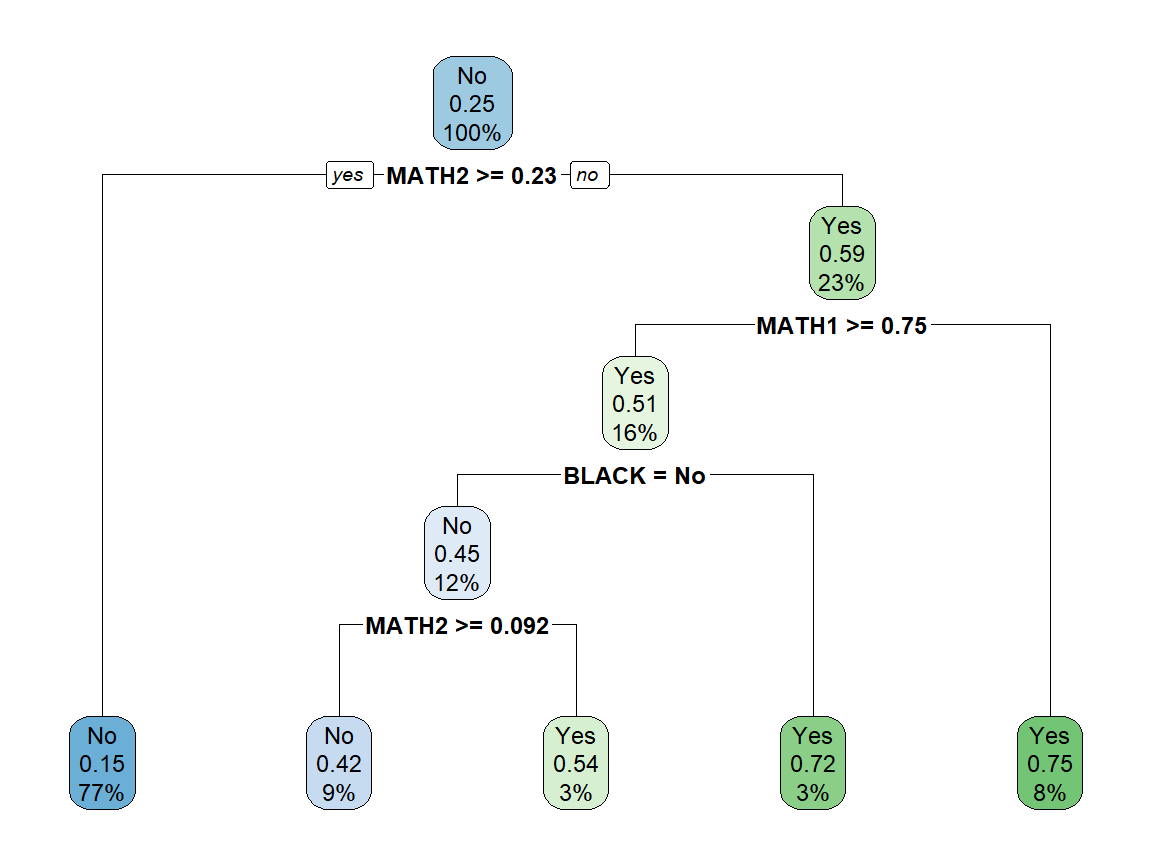 No
0.25
100%
yes MATH2 >= 0.23 no
Yes
0.59
23%
MATH1 >= 0.75
Yes
0.51
16%
BLACK = No
No
0.45
12%
MATH2 >= 0.092
No
0.15
77%
No
0.42
9%
Yes
0.54
3%
Yes
0.72
3%
Yes
0.75
8%